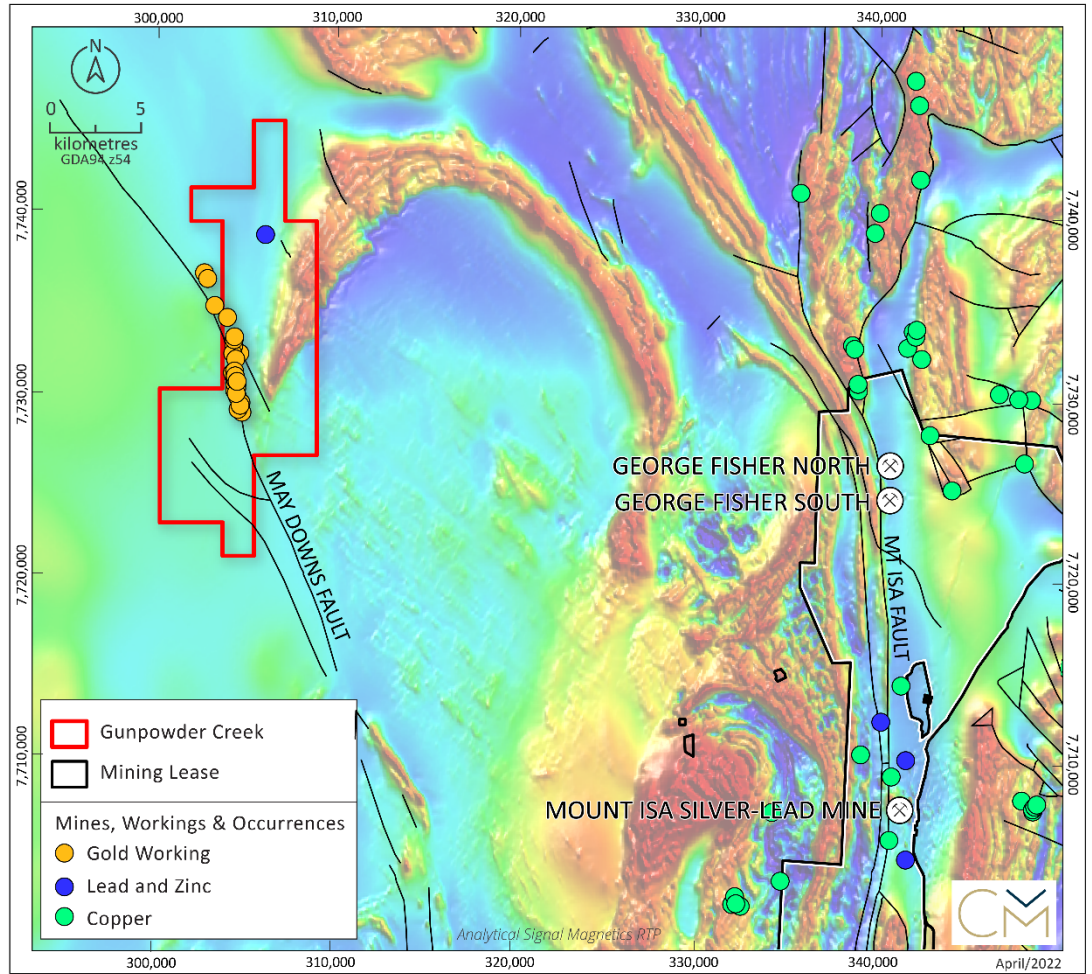 300,000 310,000 320,000 330,000 340,000
N
0 5
kilometres
GDA94 z54
7,740,000
7,740,000
7,730,000
7,730,000
GEORGE FISHER NORTH
GEORGE FISHER SOUTH
MAY DOWNS FAULT
MT ISA FAULT
7,720,000
7,720,000
7,710,000
7,710,000
MOUNT ISA SILVER-LEAD MINE
Gunpowder Creek
Mining Lease
Mines, Workings & Occurrences
Gold Working
Lead and Zinc
Copper
CM
Analytical Signal Magnetics RTP
300,000 310,000 320,000 330,000 340,000
April/2022